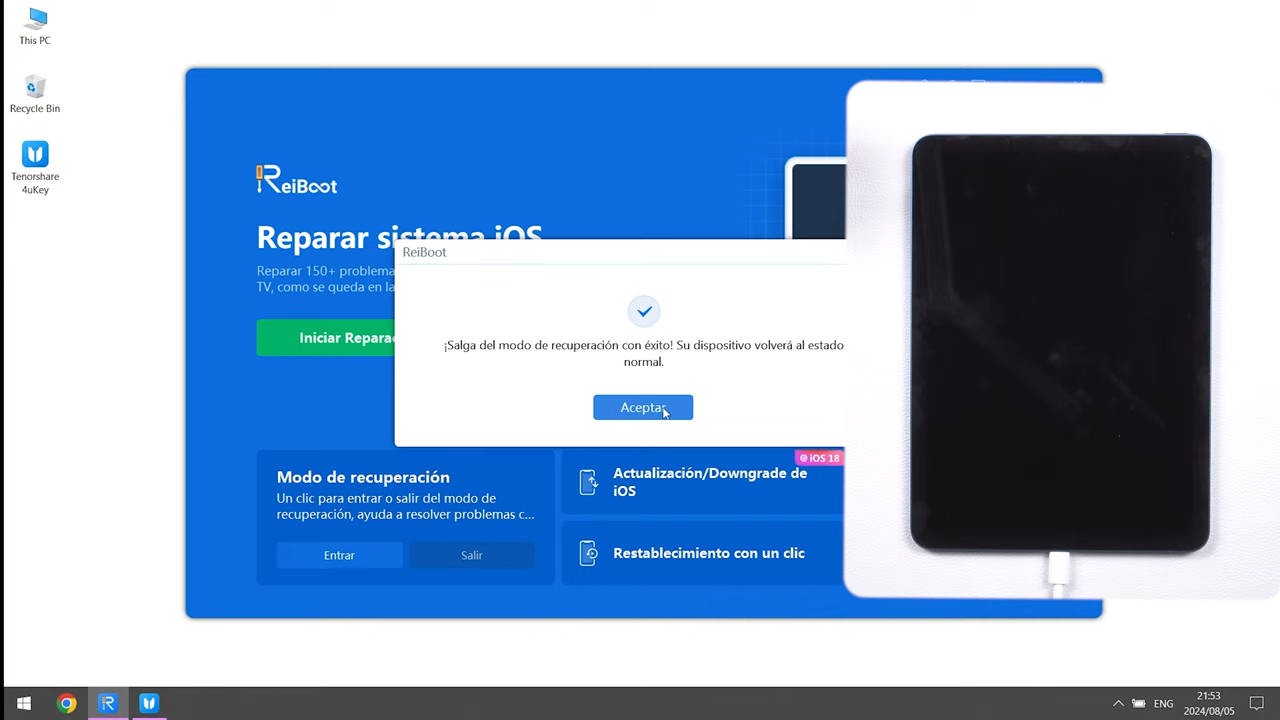 This PC
Recycle Bin
Tenorshare
4uKey
ReiBoot
Reparar sistema iOS
Reparar 150+ problema
TV, como se queda en la
Iniciar Repara
ReiBoot
¡Salga del modo de recuperación con éxito! Su dispositivo volverá al estado
normal.
Aceptar
Modo de recuperación
Un clic para entrar o salir del modo de
recuperación, ayuda a resolver problemas c...
Entrar
Salir
iOS 18
Actualización/Downgrade de
iOS
Restablecimiento con un clic
ENG
21:53
2024/08/05